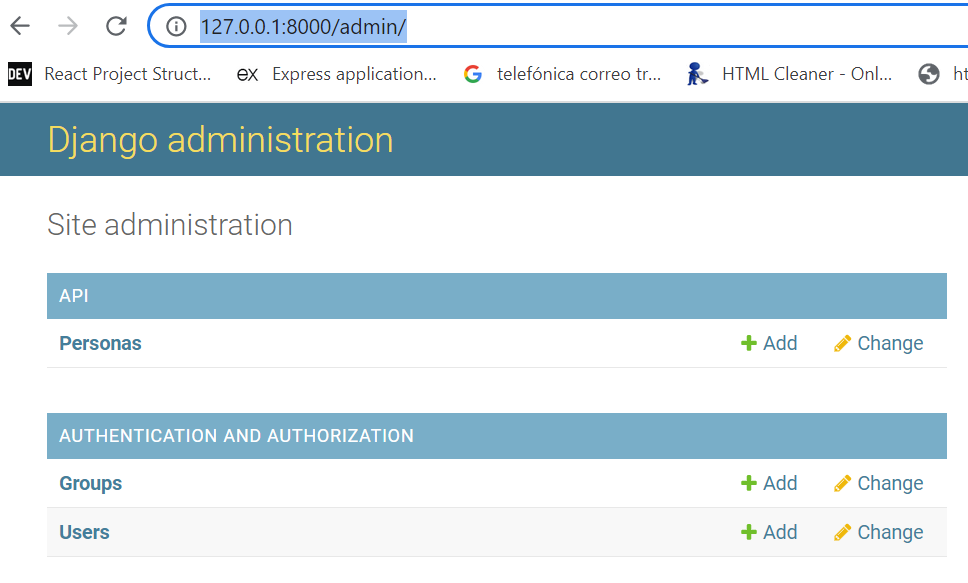 127.0.0.1:8000/admin/
DEV React Project Struct... ex Express application... G telefónica correo tr... HTML Cleaner - Onl... ht
Django administration
Site administration
API
Personas Add Change
AUTHENTICATION AND AUTHORIZATION
Groups Add Change
Users Add Change